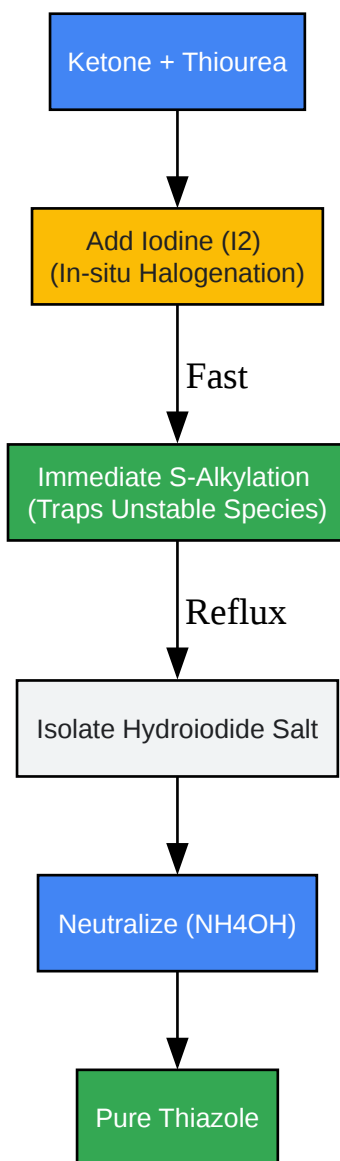 Ketone + Thiourea
Add Iodine (I2)
(In-situ Halogenation)
Fast
Immediate S-Alkylation
(Traps Unstable Species)
Reflux
Isolate Hydroiodide Salt
Neutralize (NH4OH)
Pure Thiazole